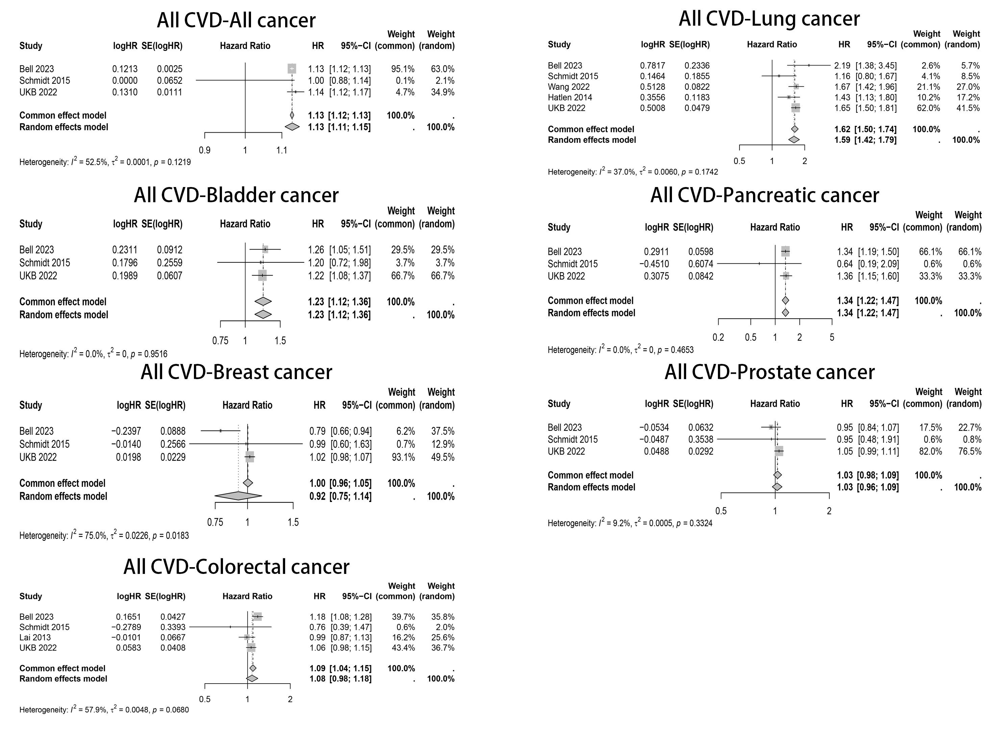 All CVD-All cancer
Weight Weight
Study logHR SE(logHR) Hazard Ratio HR 95%−CI (common) (random)
Bell 2023 0.1213 0.0025 1.13 [1.12; 1.13] 95.1% 63.0%
Schmidt 2015 0.0000 0.0652 1.00 [0.88; 1.14] 0.1% 2.1%
UKB 2022 0.1310 0.0111 1.14 [1.12; 1.17] 4.7% 34.9%
Common effect model 1.13 [1.12; 1.13] 100.0% .
Random effects model 1.13 [1.11; 1.15] . 100.0%
0.9 1 1.1
Heterogeneity: I² = 52.5%, τ² = 0.0001, p = 0.1219
All CVD-Bladder cancer
Weight Weight
Study logHR SE(logHR) Hazard Ratio HR 95%−CI (common) (random)
Bell 2023 0.2311 0.0912 1.26 [1.05; 1.51] 29.5% 29.5%
Schmidt 2015 0.1796 0.2559 1.20 [0.72; 1.98] 3.7% 3.7%
UKB 2022 0.1989 0.0607 1.22 [1.08; 1.37] 66.7% 66.7%
Common effect model 1.23 [1.12; 1.36] 100.0% .
Random effects model 1.23 [1.12; 1.36] . 100.0%
0.75 1 1.5
Heterogeneity: I² = 0.0%, τ² = 0, p = 0.9516
All CVD-Breast cancer
Weight Weight
Study logHR SE(logHR) Hazard Ratio HR 95%−CI (common) (random)
Bell 2023 −0.2397 0.0888 0.79 [0.66; 0.94] 6.2% 37.5%
Schmidt 2015 −0.0140 0.2566 0.99 [0.60; 1.63] 0.7% 12.9%
UKB 2022 0.0198 0.0229 1.02 [0.98; 1.07] 93.1% 49.5%
Common effect model 1.00 [0.96; 1.05] 100.0% .
Random effects model 0.92 [0.75; 1.14] . 100.0%
0.75 1 1.5
Heterogeneity: I² = 75.0%, τ² = 0.0226, p = 0.0183
All CVD-Colorectal cancer
Weight Weight
Study logHR SE(logHR) Hazard Ratio HR 95%−CI (common) (random)
Bell 2023 0.1651 0.0427 1.18 [1.08; 1.28] 39.7% 35.8%
Schmidt 2015 −0.2789 0.3393 0.76 [0.39; 1.47] 0.6% 2.0%
Lai 2013 −0.0101 0.0667 0.99 [0.87; 1.13] 16.2% 25.6%
UKB 2022 0.0583 0.0408 1.06 [0.98; 1.15] 43.4% 36.7%
Common effect model 1.09 [1.04; 1.15] 100.0% .
Random effects model 1.08 [0.98; 1.18] . 100.0%
0.5 1 2
Heterogeneity: I² = 57.9%, τ² = 0.0048, p = 0.0680
All CVD-Lung cancer
Weight Weight
Study logHR SE(logHR) Hazard Ratio HR 95%−CI (common) (random)
Bell 2023 0.7817 0.2336 2.19 [1.38; 3.45] 2.6% 5.7%
Schmidt 2015 0.1464 0.1855 1.16 [0.80; 1.67] 4.1% 8.5%
Wang 2022 0.5128 0.0822 1.67 [1.42; 1.96] 21.1% 27.0%
Hatlen 2014 0.3556 0.1183 1.43 [1.13; 1.80] 10.2% 17.2%
UKB 2022 0.5008 0.0479 1.65 [1.50; 1.81] 62.0% 41.5%
Common effect model 1.62 [1.50; 1.74] 100.0% .
Random effects model 1.59 [1.42; 1.79] . 100.0%
0.5 1 2
Heterogeneity: I² = 37.0%, τ² = 0.0060, p = 0.1742
All CVD-Pancreatic cancer
Weight Weight
Study logHR SE(logHR) Hazard Ratio HR 95%−CI (common) (random)
Bell 2023 0.2911 0.0598 1.34 [1.19; 1.50] 66.1% 66.1%
Schmidt 2015 −0.4510 0.6074 0.64 [0.19; 2.09] 0.6% 0.6%
UKB 2022 0.3075 0.0842 1.36 [1.15; 1.60] 33.3% 33.3%
Common effect model 1.34 [1.22; 1.47] 100.0% .
Random effects model 1.34 [1.22; 1.47] . 100.0%
0.2 0.5 1 2 5
Heterogeneity: I² = 0.0%, τ² = 0, p = 0.4653
All CVD-Prostate cancer
Weight Weight
Study logHR SE(logHR) Hazard Ratio HR 95%−CI (common) (random)
Bell 2023 −0.0534 0.0632 0.95 [0.84; 1.07] 17.5% 22.7%
Schmidt 2015 −0.0487 0.3538 0.95 [0.48; 1.91] 0.6% 0.8%
UKB 2022 0.0488 0.0292 1.05 [0.99; 1.11] 82.0% 76.5%
Common effect model 1.03 [0.98; 1.09] 100.0% .
Random effects model 1.03 [0.96; 1.09] . 100.0%
0.5 1 2
Heterogeneity: I² = 9.2%, τ² = 0.0005, p = 0.3324